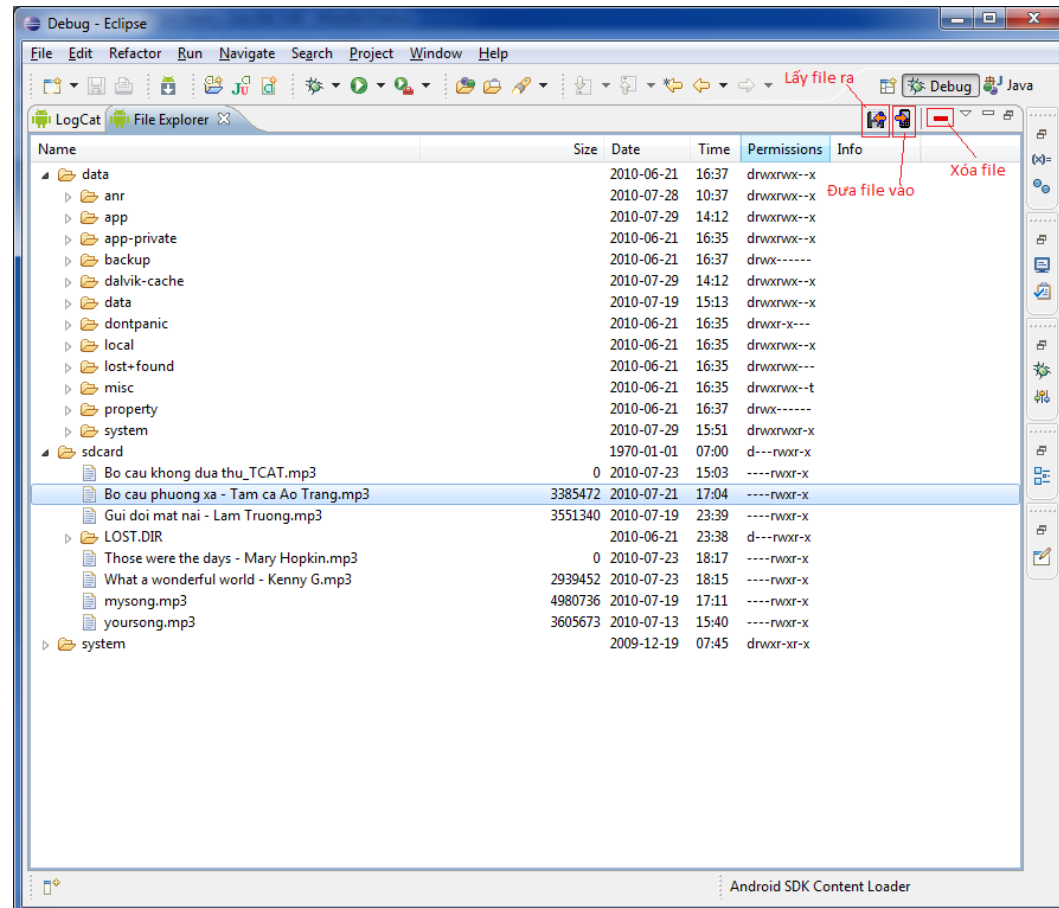 Debug - Eclipse
File Edit Refactor Run Navigate Search Project Window Help
Lấy file ra
Debug Java
LogCat File Explorer
Name Size Date Time Permissions Info
Xóa file
Đưa file vào
data 2010-06-21 16:37 drwxrwx--x
anr 2010-07-28 10:37 drwxrwx--x
app 2010-07-29 14:12 drwxrwx--x
app-private 2010-06-21 16:35 drwxrwx--x
backup 2010-06-21 16:37 drwx------
dalvik-cache 2010-07-29 14:12 drwxrwx--x
data 2010-07-19 15:13 drwxrwx--x
dontpanic 2010-06-21 16:35 drwxr-x---
local 2010-06-21 16:35 drwxrwx--x
lost+found 2010-06-21 16:35 drwxrwx---
misc 2010-06-21 16:35 drwxrwx--t
property 2010-06-21 16:37 drwx------
system 2010-07-29 15:51 drwxrwxr-x
sdcard 1970-01-01 07:00 d---rwxr-x
Bo cau khong dua thu_TCAT.mp3 0 2010-07-23 15:03 ----rwxr-x
Bo cau phuong xa - Tam ca Ao Trang.mp3 3385472 2010-07-21 17:04 ----rwxr-x
Gui doi mat nai - Lam Truong.mp3 3551340 2010-07-19 23:39 ----rwxr-x
LOST.DIR 2010-06-21 23:38 d---rwxr-x
Those were the days - Mary Hopkin.mp3 0 2010-07-23 18:17 ----rwxr-x
What a wonderful world - Kenny G.mp3 2939452 2010-07-23 18:15 ----rwxr-x
mysong.mp3 4980736 2010-07-19 17:11 ----rwxr-x
yoursong.mp3 3605673 2010-07-13 15:40 ----rwxr-x
system 2009-12-19 07:45 drwxr-xr-x
Android SDK Content Loader